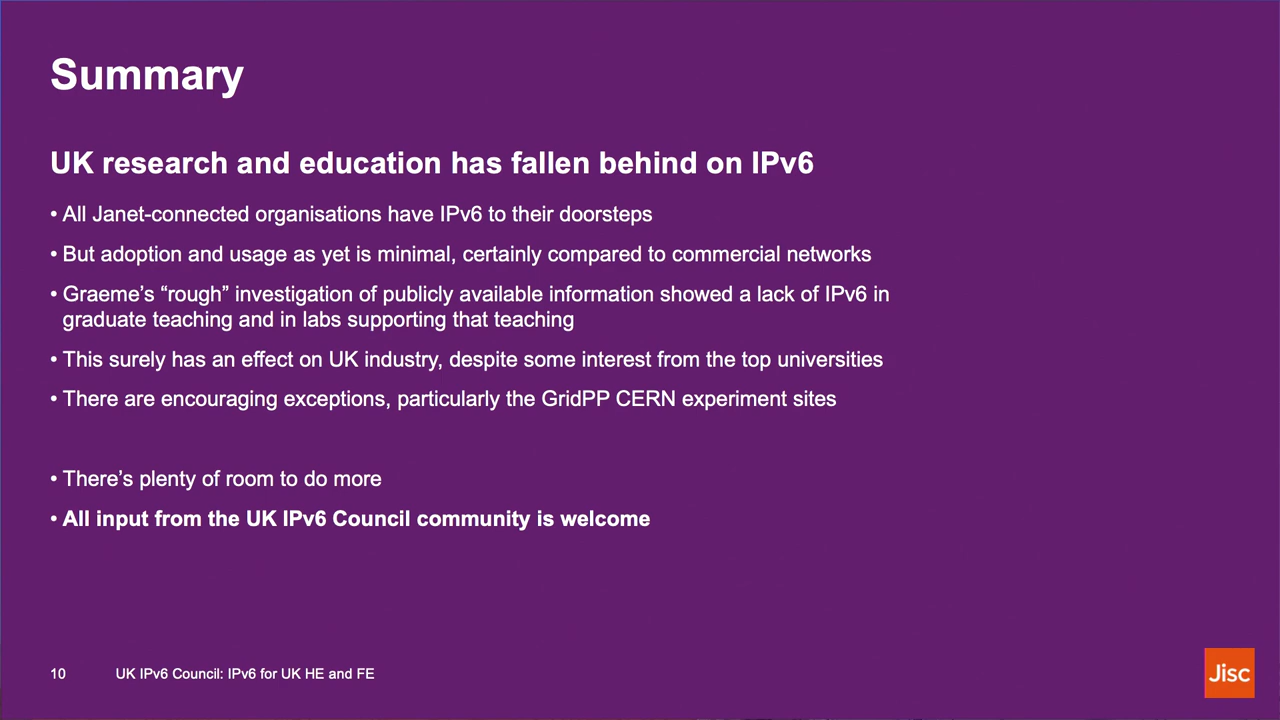 Summary
UK research and education has fallen behind on IPv6
• All Janet-connected organisations have IPv6 to their doorsteps
• But adoption and usage as yet is minimal, certainly compared to commercial networks
• Graeme’s “rough” investigation of publicly available information showed a lack of IPv6 in
graduate teaching and in labs supporting that teaching
• This surely has an effect on UK industry, despite some interest from the top universities
• There are encouraging exceptions, particularly the GridPP CERN experiment sites
• There’s plenty of room to do more
• All input from the UK IPv6 Council community is welcome
10 UK IPv6 Council: IPv6 for UK HE and FE
Jisc